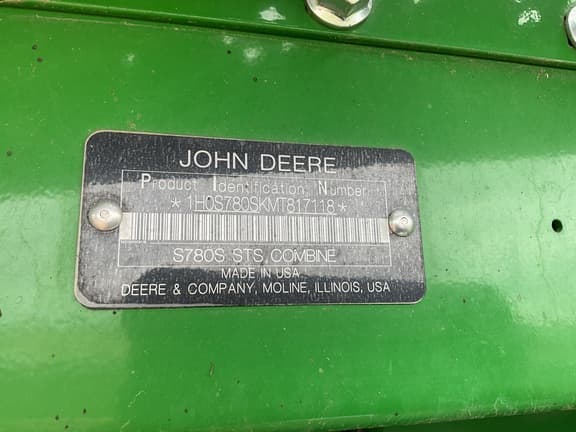 JOHN DEERE
Product Identification Number
*1H0S780SKMT817118*
S780S STS COMBINE
MADE IN USA
DEERE & COMPANY, MOLINE, ILLINOIS, USA